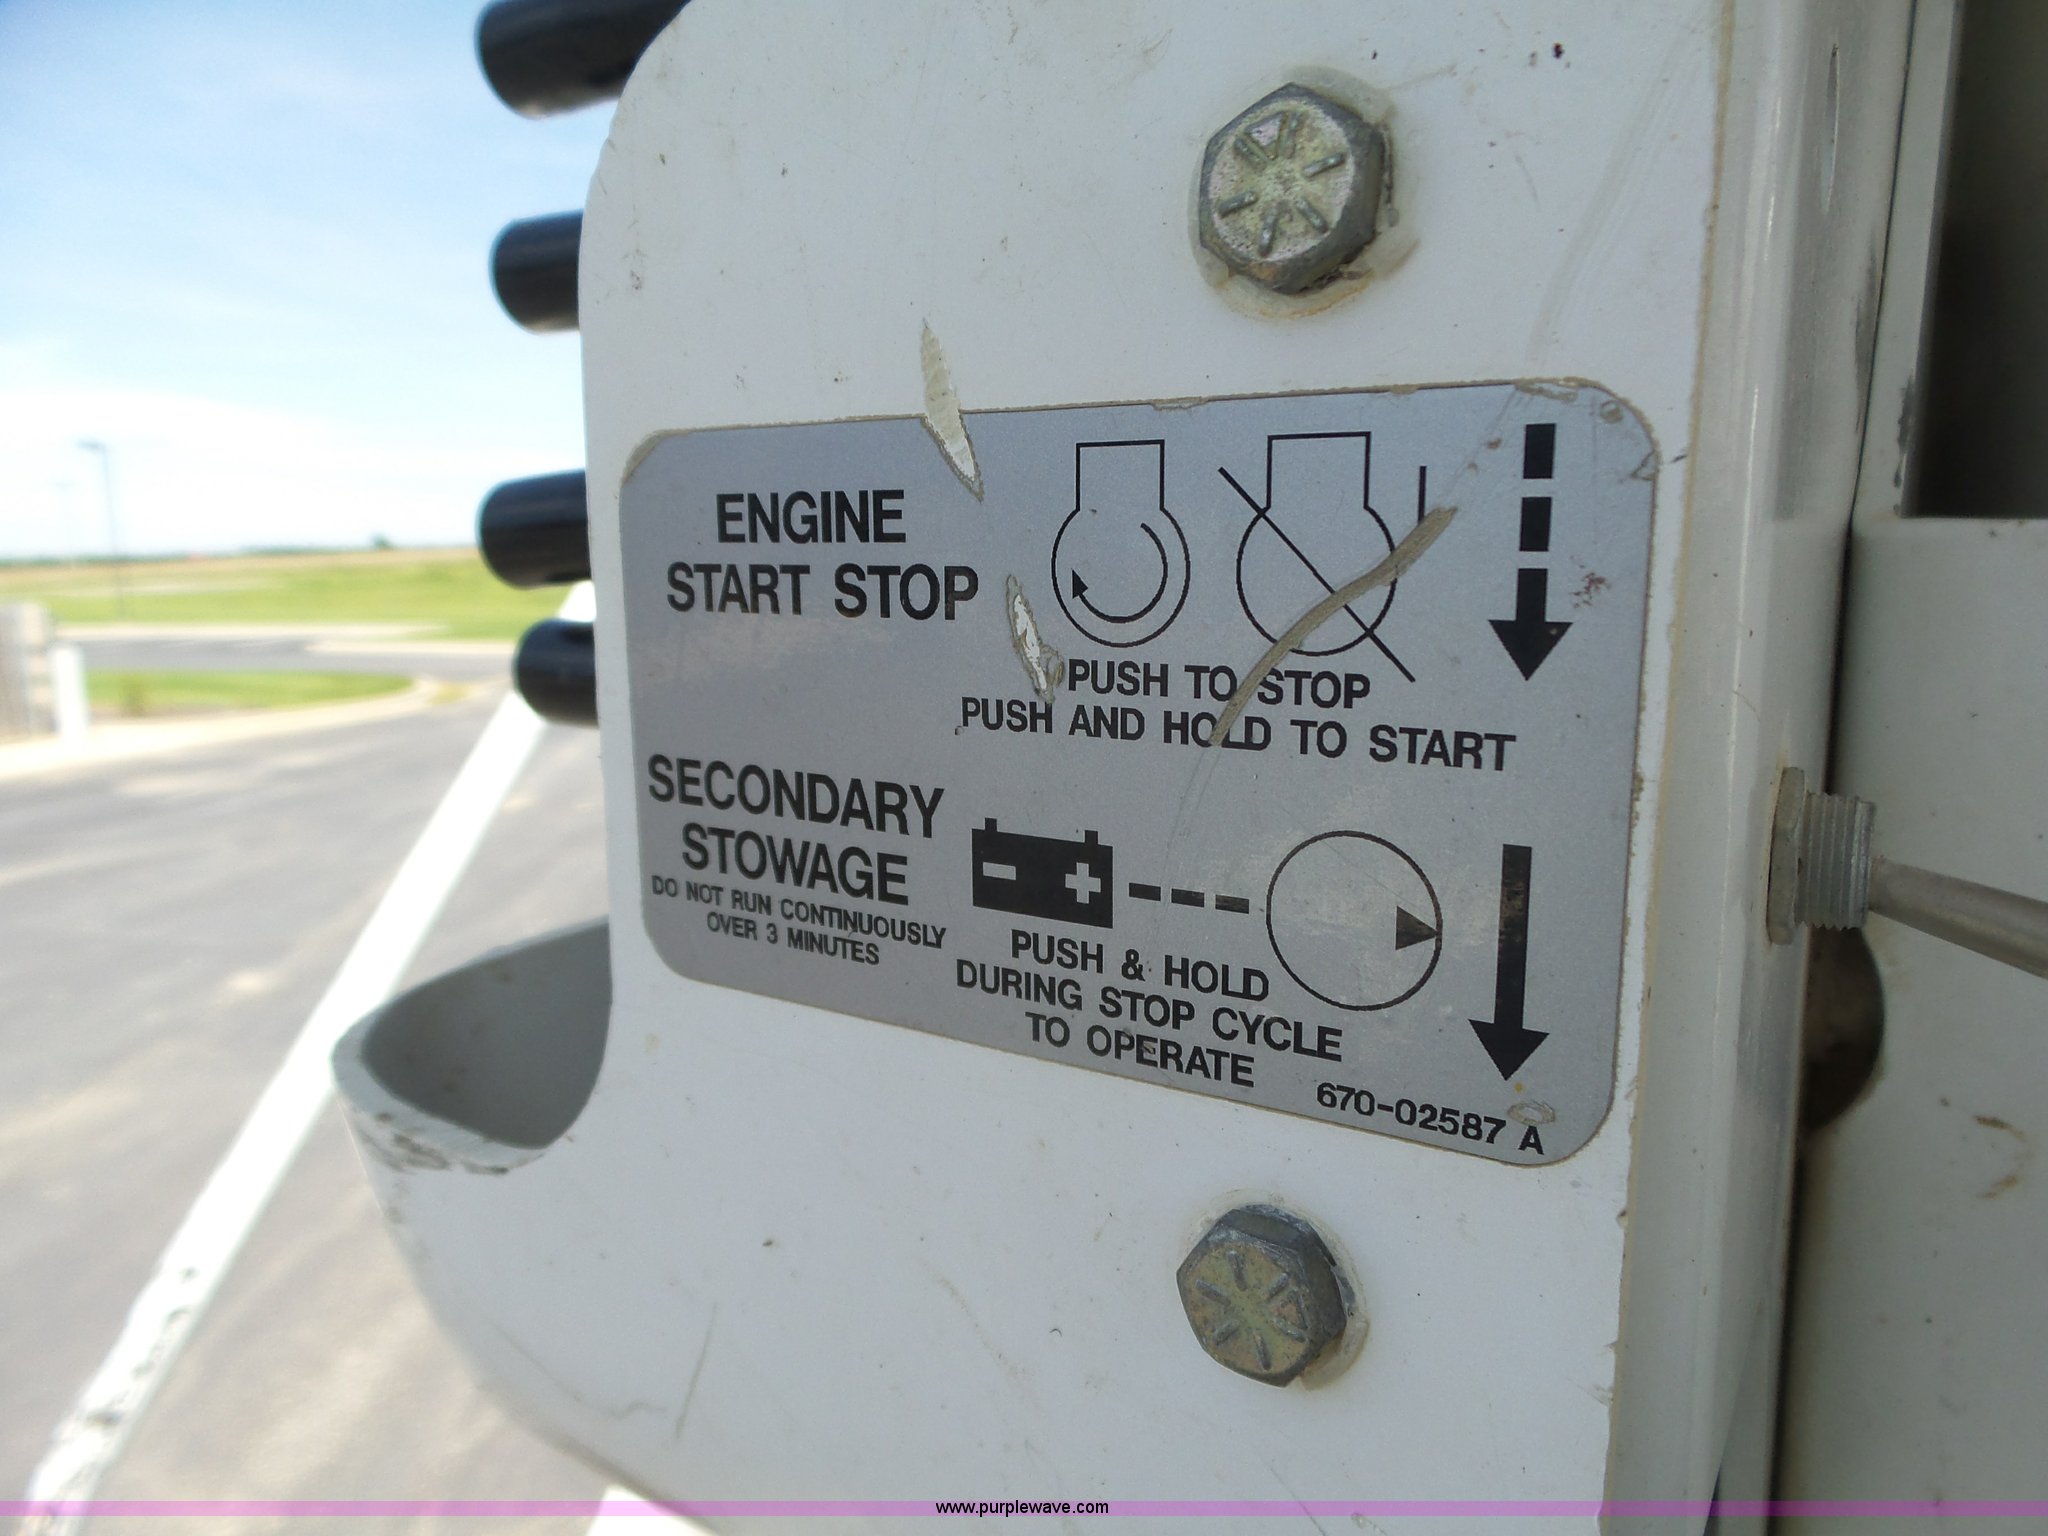 ENGINE
START STOP
PUSH TO STOP
PUSH AND HOLD TO START
SECONDARY
STOWAGE
DO NOT RUN CONTINUOUSLY
OVER 3 MINUTES
PUSH & HOLD
DURING STOP CYCLE
TO OPERATE
670-02587 A
www.purplewave.com